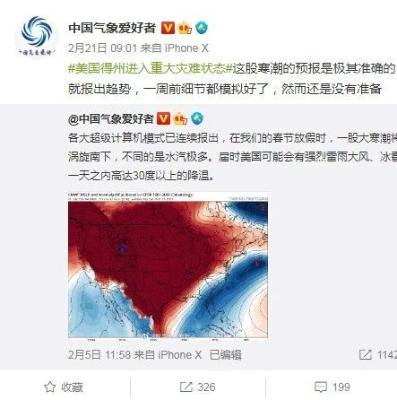 中国气象爱好者
2月21日 09:01 来自 iPhone X
#美国得州进入重大灾难状态#这股寒潮的预报是极其准确的
就报出趋势，一周前细节都模拟好了，然而还是没有准备
@中国气象爱好者
各大超级计算机模式已连续报出，在我们的春节放假时，一股大寒潮将
涡旋南下，不同的是水汽极多。届时美国可能会有强烈雷雨大风、冰雹
一天之内高达30度以上的降温。
2月5日 11:58 来自 iPhone X 已编辑
1142
收藏
326
199